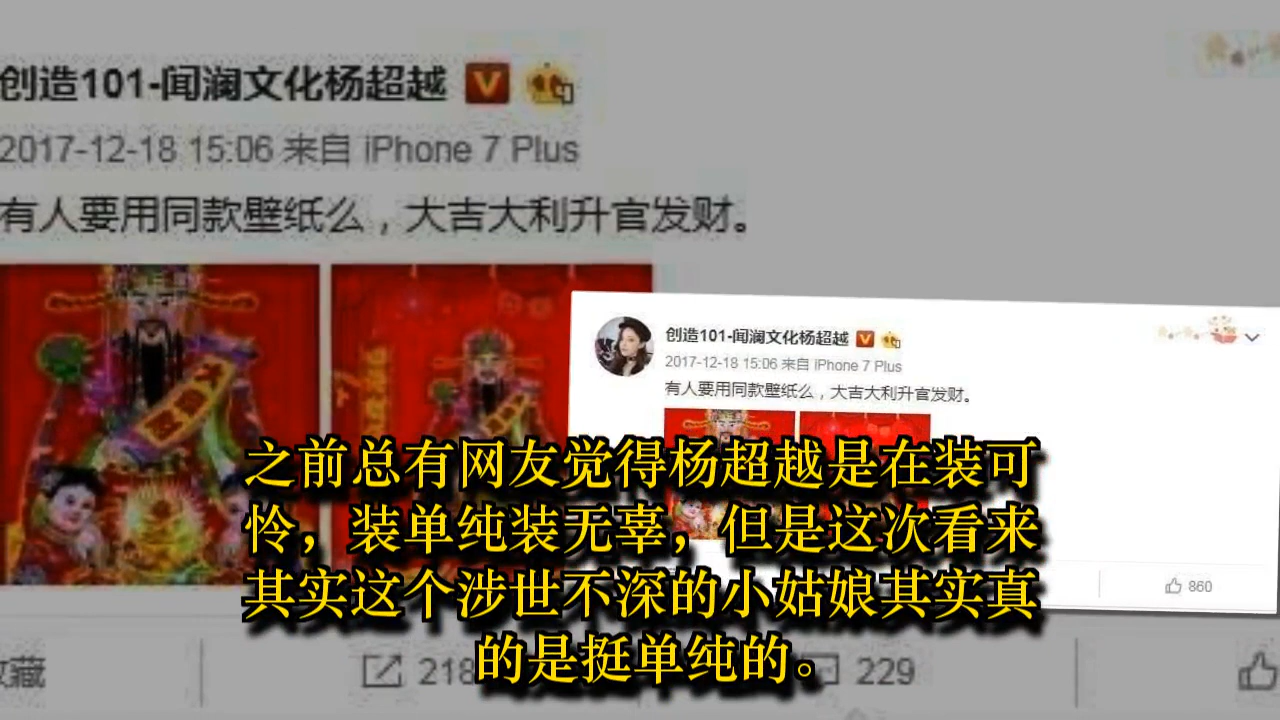 创造101-闻澜文化杨超越
2017-12-18 15:06 来自 iPhone 7 Plus
有人要用同款壁纸么，大吉大利升官发财。
创造101-闻澜文化杨超越
2017-12-18 15:06 来自 iPhone 7 Plus
有人要用同款壁纸么，大吉大利升官发财。
860
之前总有网友觉得杨超越是在装可
怜，装单纯装无辜，但是这次看来
其实这个涉世不深的小姑娘其实真
的是挺单纯的。
收藏
218
229